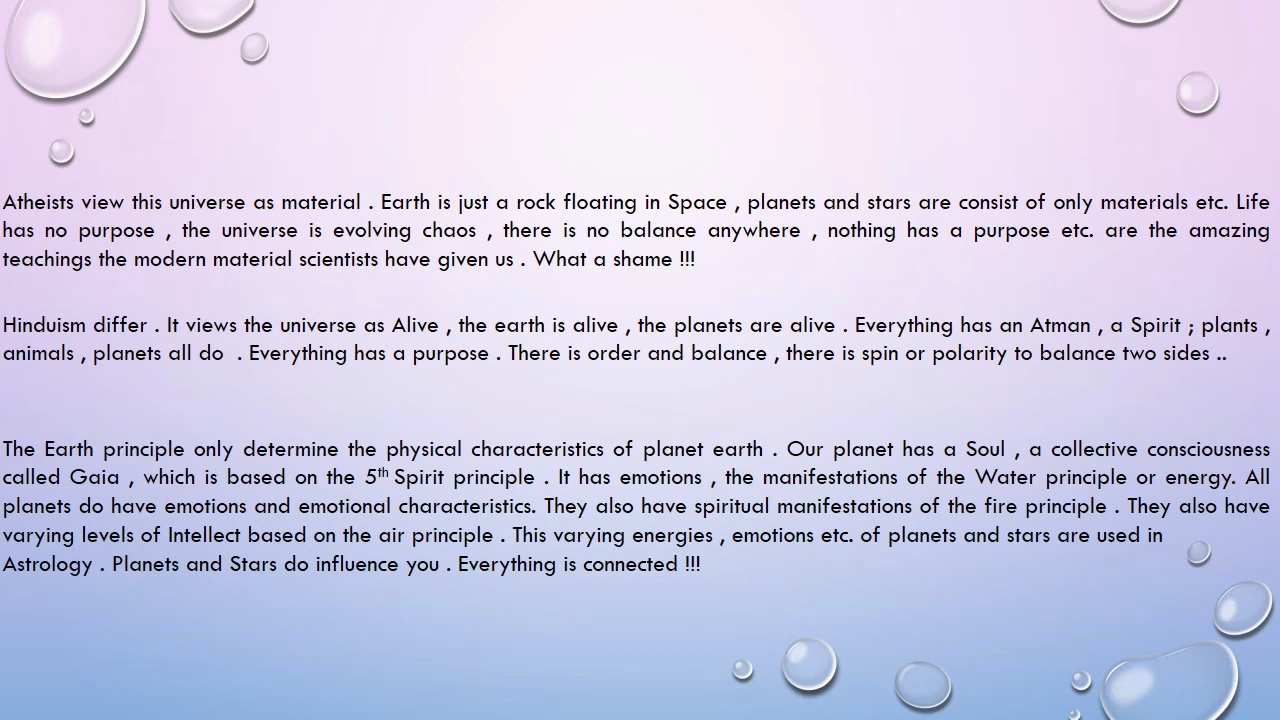 Atheists view this universe as material . Earth is just a rock floating in Space , planets and stars are consist of only materials etc. Life
has no purpose , the universe is evolving chaos , there is no balance anywhere , nothing has a purpose etc. are the amazing
teachings the modern material scientists have given us . What a shame !!!
Hinduism differ . It views the universe as Alive , the earth is alive , the planets are alive . Everything has an Atman , a Spirit ; plants ,
animals , planets all do . Everything has a purpose . There is order and balance , there is spin or polarity to balance two sides ..
The Earth principle only determine the physical characteristics of planet earth . Our planet has a Soul , a collective consciousness
called Gaia , which is based on the 5th Spirit principle . It has emotions , the manifestations of the Water principle or energy. All
planets do have emotions and emotional characteristics. They also have spiritual manifestations of the fire principle . They also have
varying levels of Intellect based on the air principle . This varying energies , emotions etc. of planets and stars are used in
Astrology . Planets and Stars do influence you . Everything is connected !!!